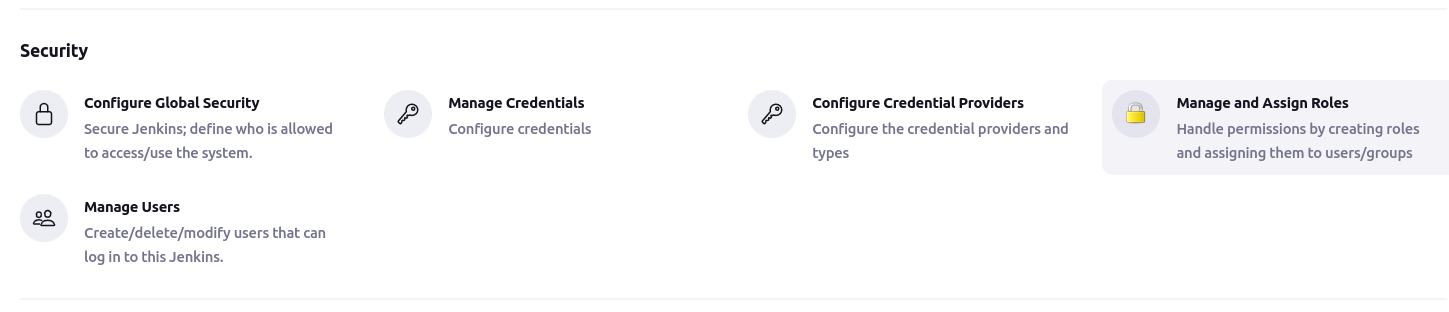 Security
Configure Global Security
Secure Jenkins; define who is allowed
to access/use the system.
Manage Credentials
Configure credentials
Configure Credential Providers
Configure the credential providers and
types
Manage and Assign Roles
Handle permissions by creating roles
and assigning them to users/groups
Manage Users
Create/delete/modify users that can
log in to this Jenkins.